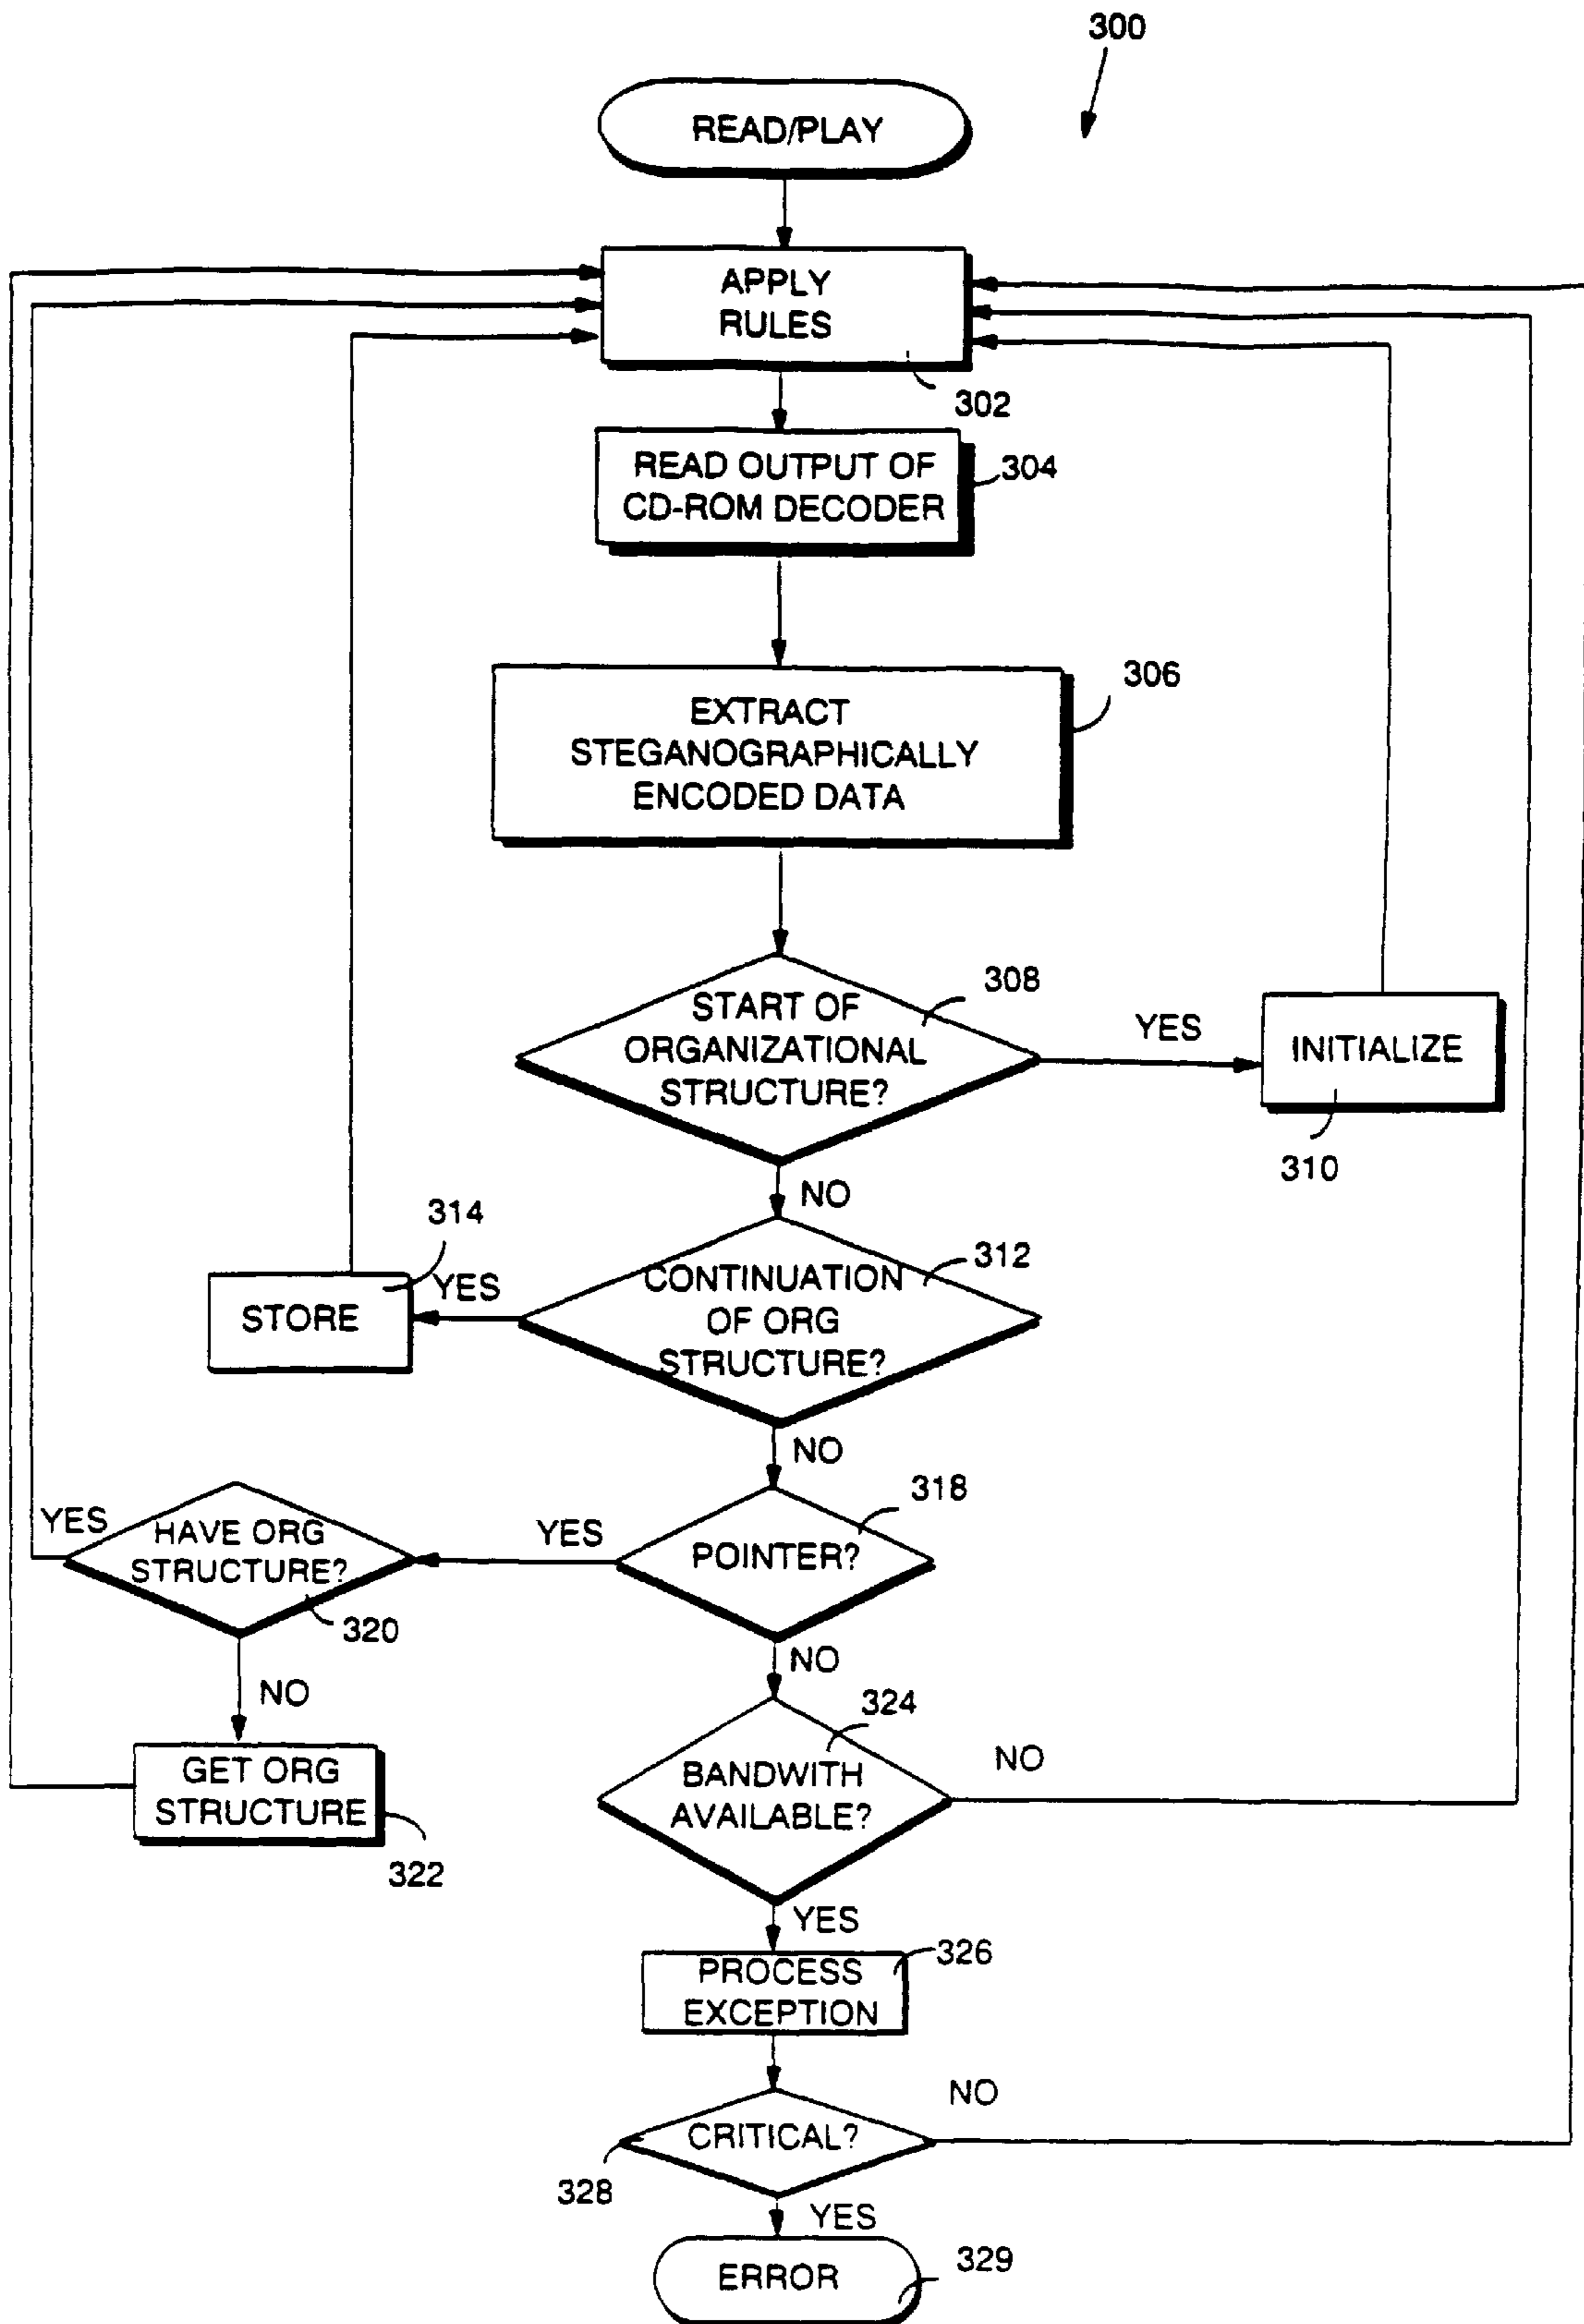 300
READ/PLAY
APPLY
RULES
302
READ OUTPUT OF
CD-ROM DECODER
304
EXTRACT
STEGANOGRAPHICALLY
ENCODED DATA
306
START OF
ORGANIZATIONAL
STRUCTURE?
308
YES
INITIALIZE
310
NO
CONTINUATION
OF ORG
STRUCTURE?
312
YES
STORE
314
NO
POINTER?
318
YES
HAVE ORG
STRUCTURE?
320
YES
NO
GET ORG
STRUCTURE
322
NO
BANDWITH
AVAILABLE?
324
NO
YES
PROCESS
EXCEPTION
326
CRITICAL?
328
NO
YES
ERROR
329